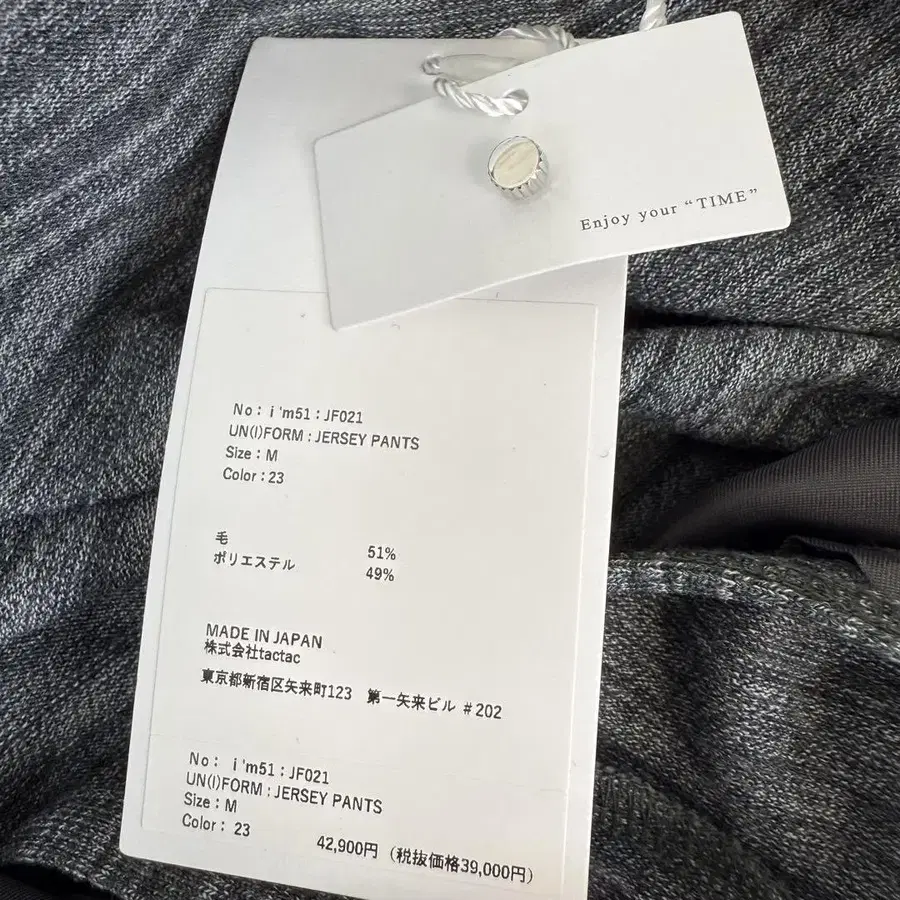 Enjoy your “TIME”
No： i 'm51：JF021
UN(I)FORM : JERSEY PANTS
Size：M
Color：23
毛 51%
ポリエステル 49%
MADE IN JAPAN
株式会社tactac
東京都新宿区矢来町123 第一矢来ビル ＃202
No： i 'm51：JF021
UN(I)FORM : JERSEY PANTS
Size：M
Color： 23
42,900円 （税抜価格39,000円）